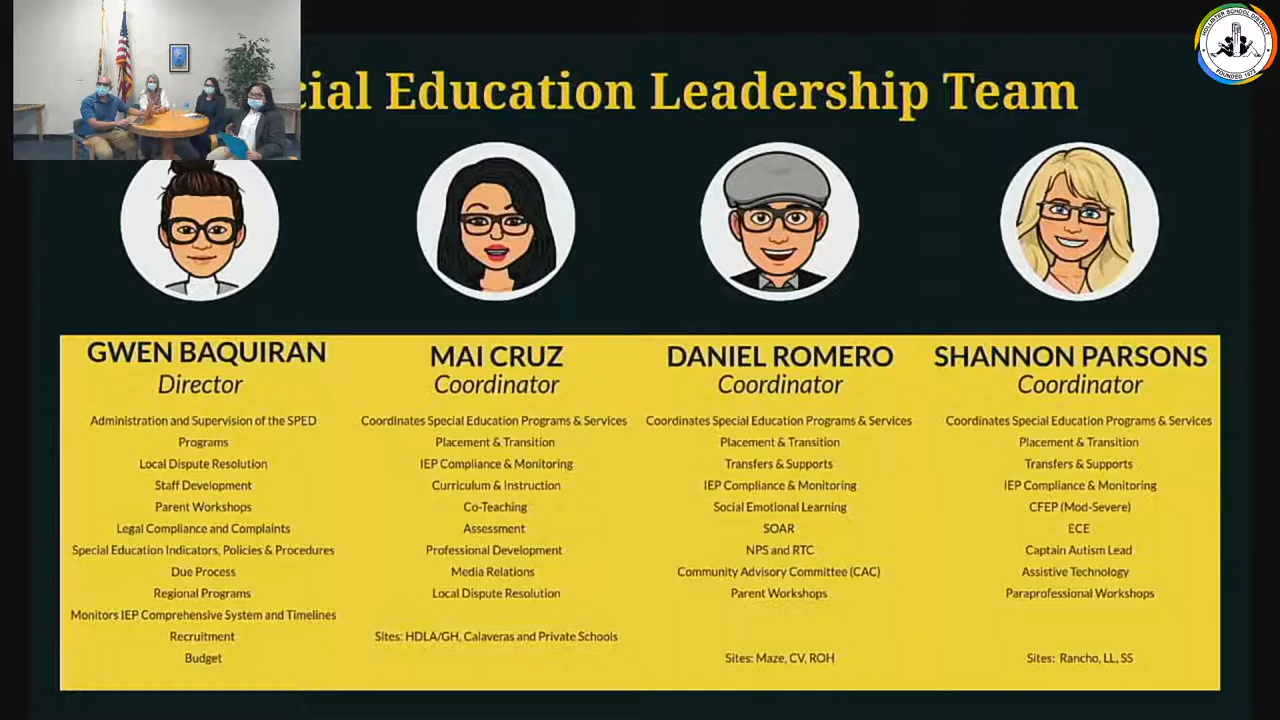 HOLLISTER SCHOOL DISTRICT
FOUNDED 1873
cial Education Leadership Team
GWEN BAQUIRAN
Director
Administration and Supervision of the SPED
Programs
Local Dispute Resolution
Staff Development
Parent Workshops
Legal Compliance and Complaints
Special Education Indicators, Policies & Procedures
Due Process
Regional Programs
Monitors IEP Comprehensive System and Timelines
Recruitment
Budget
MAI CRUZ
Coordinator
Coordinates Special Education Programs & Services
Placement & Transition
IEP Compliance & Monitoring
Curriculum & Instruction
Co-Teaching
Assessment
Professional Development
Media Relations
Local Dispute Resolution
Sites: HDLA/GH, Calaveras and Private Schools
DANIEL ROMERO
Coordinator
Coordinates Special Education Programs & Services
Placement & Transition
Transfers & Supports
IEP Compliance & Monitoring
Social Emotional Learning
SOAR
NPS and RTC
Community Advisory Committee (CAC)
Parent Workshops
Sites: Maze, CV, ROH
SHANNON PARSONS
Coordinator
Coordinates Special Education Programs & Services
Placement & Transition
Transfers & Supports
IEP Compliance & Monitoring
CFEP (Mod-Severe)
ECE
Captain Autism Lead
Assistive Technology
Paraprofessional Workshops
Sites: Rancho, LL, SS